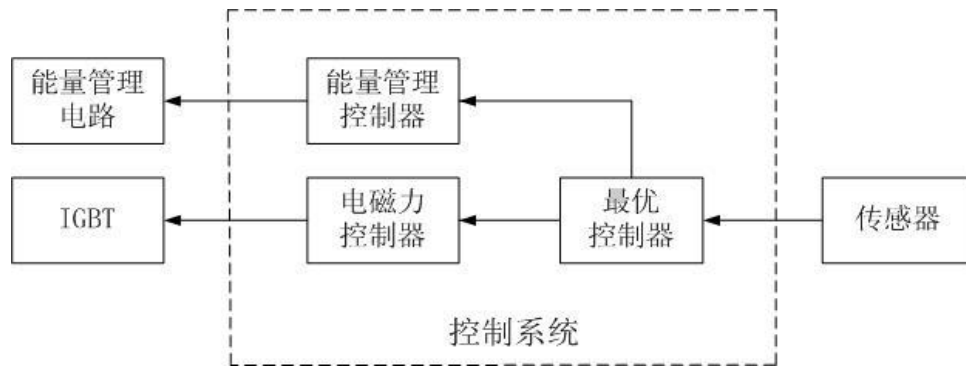 能量管理
电路
能量管理
控制器
IGBT
电磁力
控制器
最优
控制器
传感器
控制系统